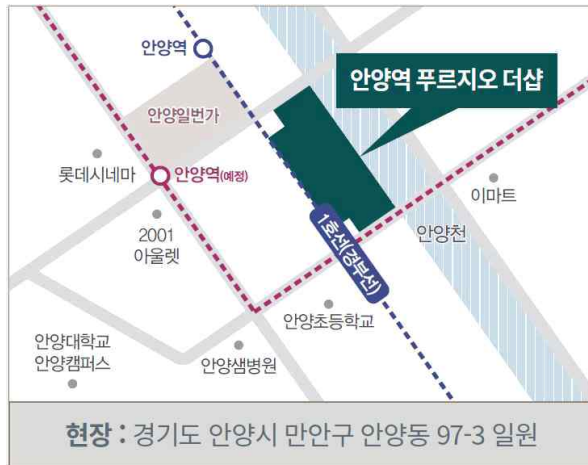 안양역
안양역 푸르지오 더샵
안양일번가
롯데시네마
안양역(예정)
이마트
2001
아울렛
안양천
1호선(경부선)
안양초등학교
안양대학교
안양캠퍼스
안양샘병원
현장 : 경기도 안양시 만안구 안양동 97-3 일원